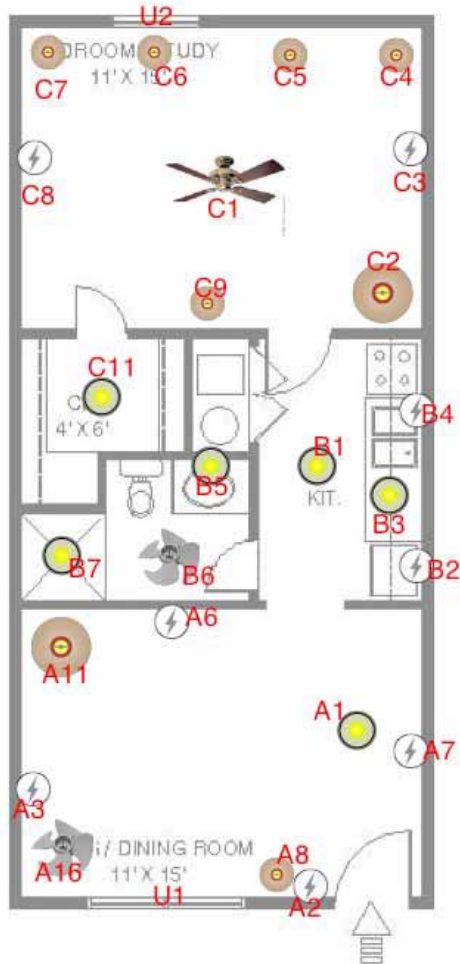 U2
DROOM STUDY
11' X 15'
C7
C6
C5
C4
C8
C3
C1
C2
C9
C11
4' X 6'
B4
B1
B5
KIT.
B3
B7
B6
B2
A6
A11
A1
A7
A3
A16
/ DINING ROOM
A8
11' X 15'
U1
A2